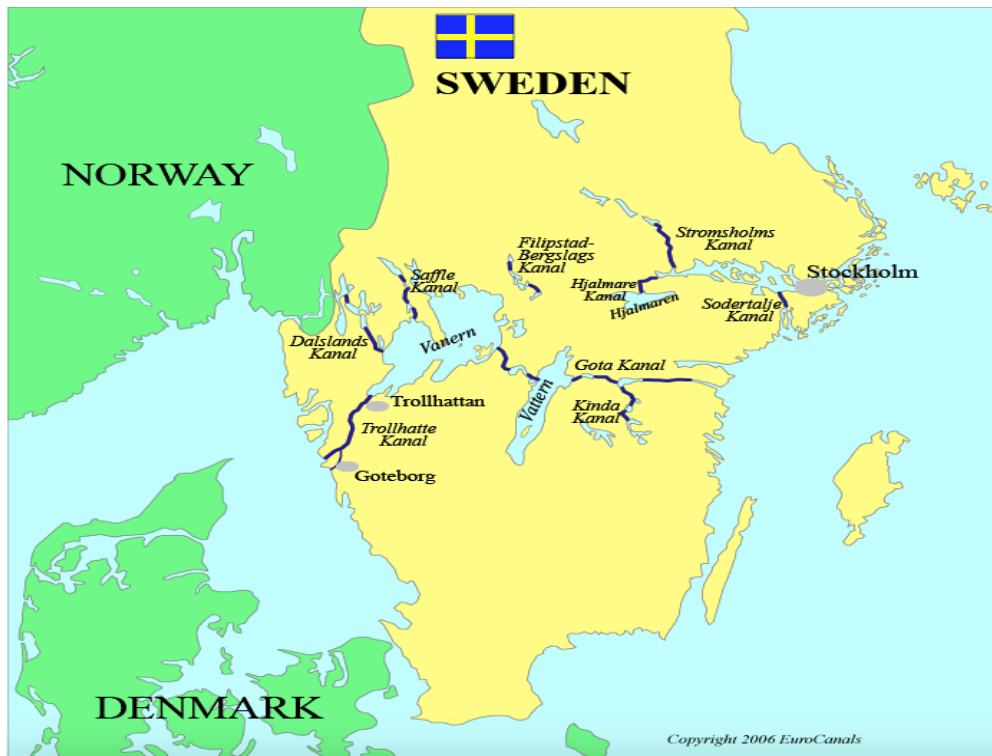 SWEDEN
NORWAY
Stromsholms
Kanal
Filipstad-
Bergslags
Kanal
Saffle
Kanal
Stockholm
Hjalmare
Kanal
Hjalmaren
Sodertalje
Kanal
Dalslands
Kanal
Vanern
Gota Kanal
Vattern
Kinda
Kanal
Trollhattan
Trollhatte
Kanal
Goteborg
DENMARK
Copyright 2006 EuroCanals